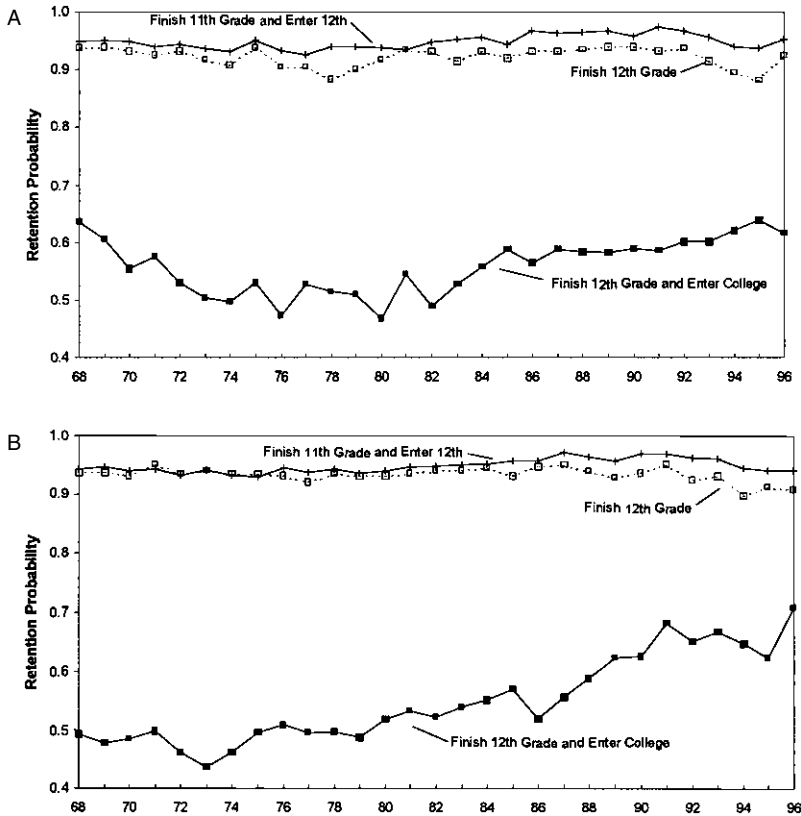 A
1.0
0.9
0.8
0.7
0.6
0.5
0.4
Retention Probability
Finish 11th Grade and Enter 12th
Finish 12th Grade
Finish 12th Grade and Enter College
68 70 72 74 76 78 80 82 84 86 88 90 92 94 96
B
1.0
0.9
0.8
0.7
0.6
0.5
0.4
Retention Probability
Finish 11th Grade and Enter 12th
Finish 12th Grade
Finish 12th Grade and Enter College
68 70 72 74 76 78 80 82 84 86 88 90 92 94 96